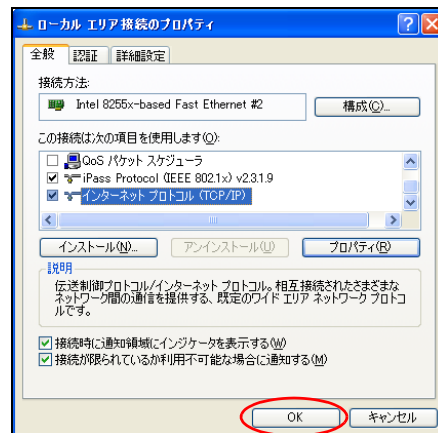 ローカル エリア接続のプロパティ
全般 認証 詳細設定
接続方法:
Intel 8255x-based Fast Ethernet #2 構成(C)...
この接続は次の項目を使用します(O):
QoS パケット スケジューラ
iPass Protocol (IEEE 802.1x) v2.3.1.9
インターネット プロトコル (TCP/IP)
インストール(N)... アンインストール(U) プロパティ(R)
説明
伝送制御プロトコル/インターネット プロトコル。相互接続されたさまざまな
ネットワーク間の通信を提供する、既定のワイド エリア ネットワーク プロトコ
ルです。
接続時に通知領域にインジケータを表示する(W)
接続が限られているか利用不可能な場合に通知する(M)
OK キャンセル